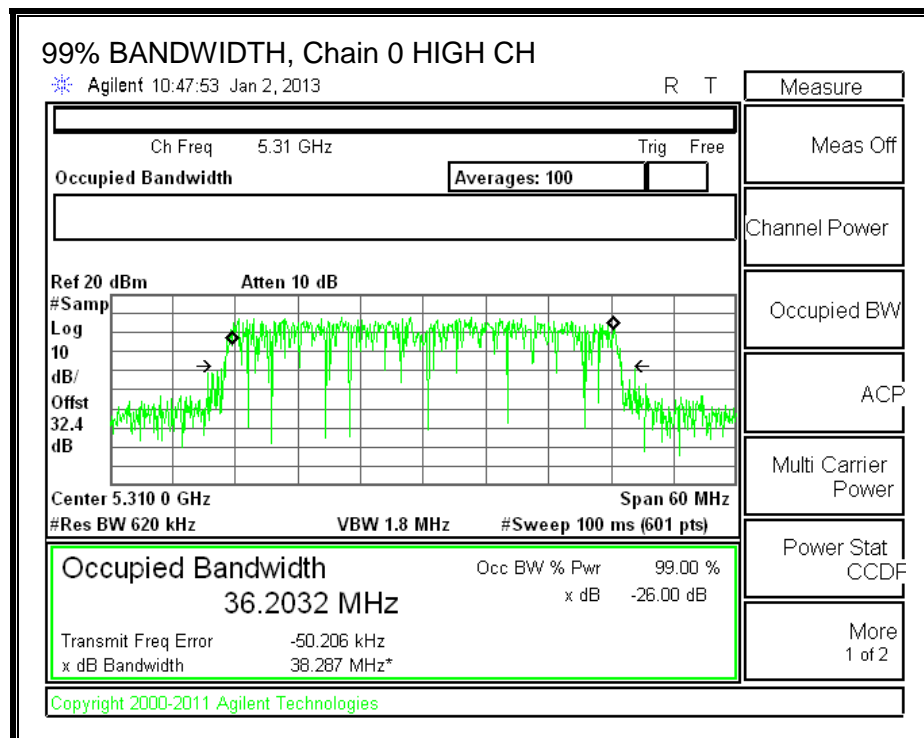 99% BANDWIDTH, Chain 0 HIGH CH
Agilent 10:47:53 Jan 2, 2013 R T
Measure
Ch Freq 5.31 GHz Trig Free
Meas Off
Occupied Bandwidth Averages: 100
Channel Power
Ref 20 dBm Atten 10 dB
#Samp
Log
10
dB/
Offst
32.4
dB
Occupied BW
ACP
Multi Carrier
Power
Center 5.310 0 GHz Span 60 MHz
#Res BW 620 kHz VBW 1.8 MHz #Sweep 100 ms (601 pts)
Power Stat
CCDF
Occupied Bandwidth Occ BW % Pwr 99.00 %
36.2032 MHz x dB -26.00 dB
Transmit Freq Error -50.206 kHz
x dB Bandwidth 38.287 MHz*
More
1 of 2
Copyright 2000-2011 Agilent Technologies